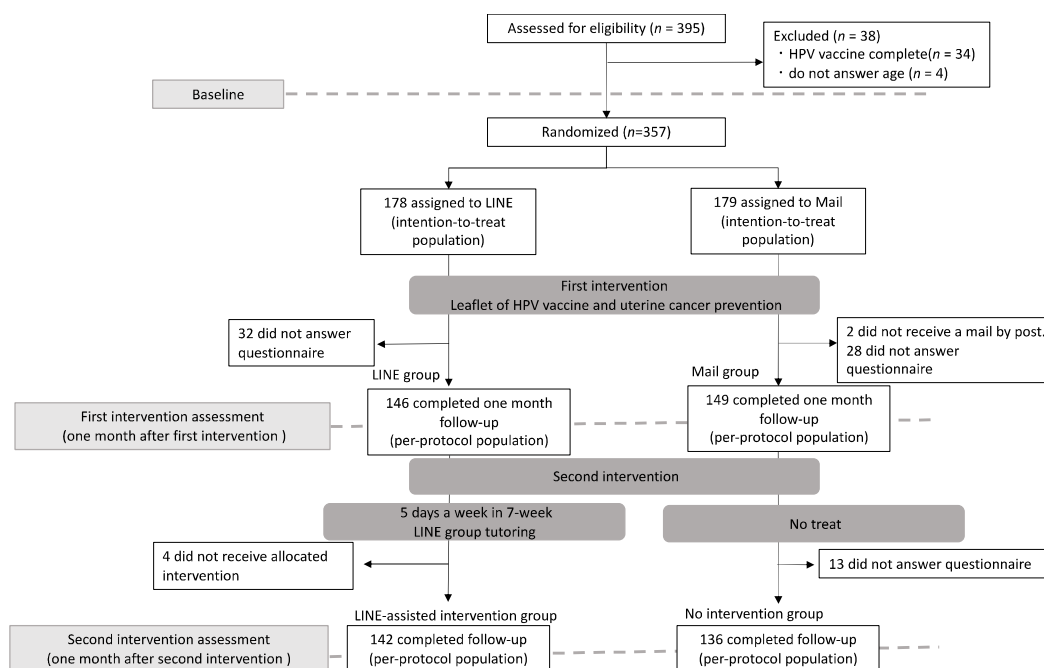 Assessed for eligibility (n = 395)
Excluded (n = 38)
・HPV vaccine complete(n = 34)
・do not answer age (n = 4)
Baseline
Randomized (n=357)
178 assigned to LINE
(intention-to-treat
population)
179 assigned to Mail
(intention-to-treat
population)
First intervention
Leaflet of HPV vaccine and uterine cancer prevention
32 did not answer
questionnaire
2 did not receive a mail by post.
28 did not answer
questionnaire
LINE group
Mail group
First intervention assessment
(one month after first intervention )
146 completed one month
follow-up
(per-protocol population)
149 completed one month
follow-up
(per-protocol population)
Second intervention
5 days a week in 7-week
LINE group tutoring
No treat
4 did not receive allocated
intervention
13 did not answer questionnaire
LINE-assisted intervention group
No intervention group
Second intervention assessment
(one month after second intervention )
142 completed follow-up
(per-protocol population)
136 completed follow-up
(per-protocol population)